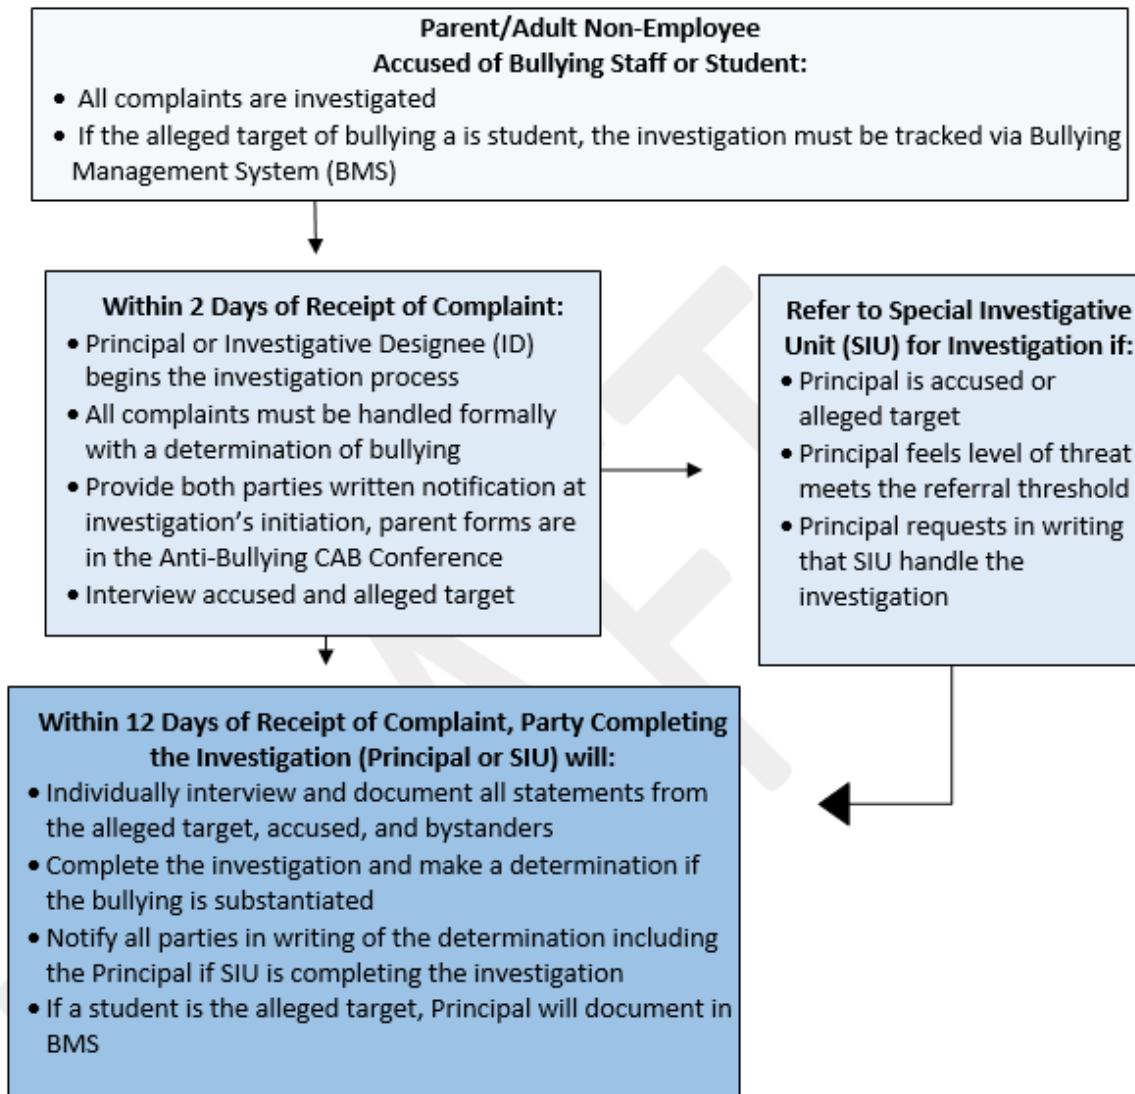 Parent/Adult Non-Employee
Accused of Bullying Staff or Student:
• All complaints are investigated
• If the alleged target of bullying a is student, the investigation must be tracked via Bullying
Management System (BMS)
Within 2 Days of Receipt of Complaint:
• Principal or Investigative Designee (ID)
begins the investigation process
• All complaints must be handled formally
with a determination of bullying
• Provide both parties written notification at
investigation's initiation, parent forms are
in the Anti-Bullying CAB Conference
• Interview accused and alleged target
Refer to Special Investigative
Unit (SIU) for Investigation if:
• Principal is accused or
alleged target
• Principal feels level of threat
meets the referral threshold
• Principal requests in writing
that SIU handle the
investigation
Within 12 Days of Receipt of Complaint, Party Completing
the Investigation (Principal or SIU) will:
• Individually interview and document all statements from
the alleged target, accused, and bystanders
• Complete the investigation and make a determination if
the bullying is substantiated
• Notify all parties in writing of the determination including
the Principal if SIU is completing the investigation
• If a student is the alleged target, Principal will document in
BMS